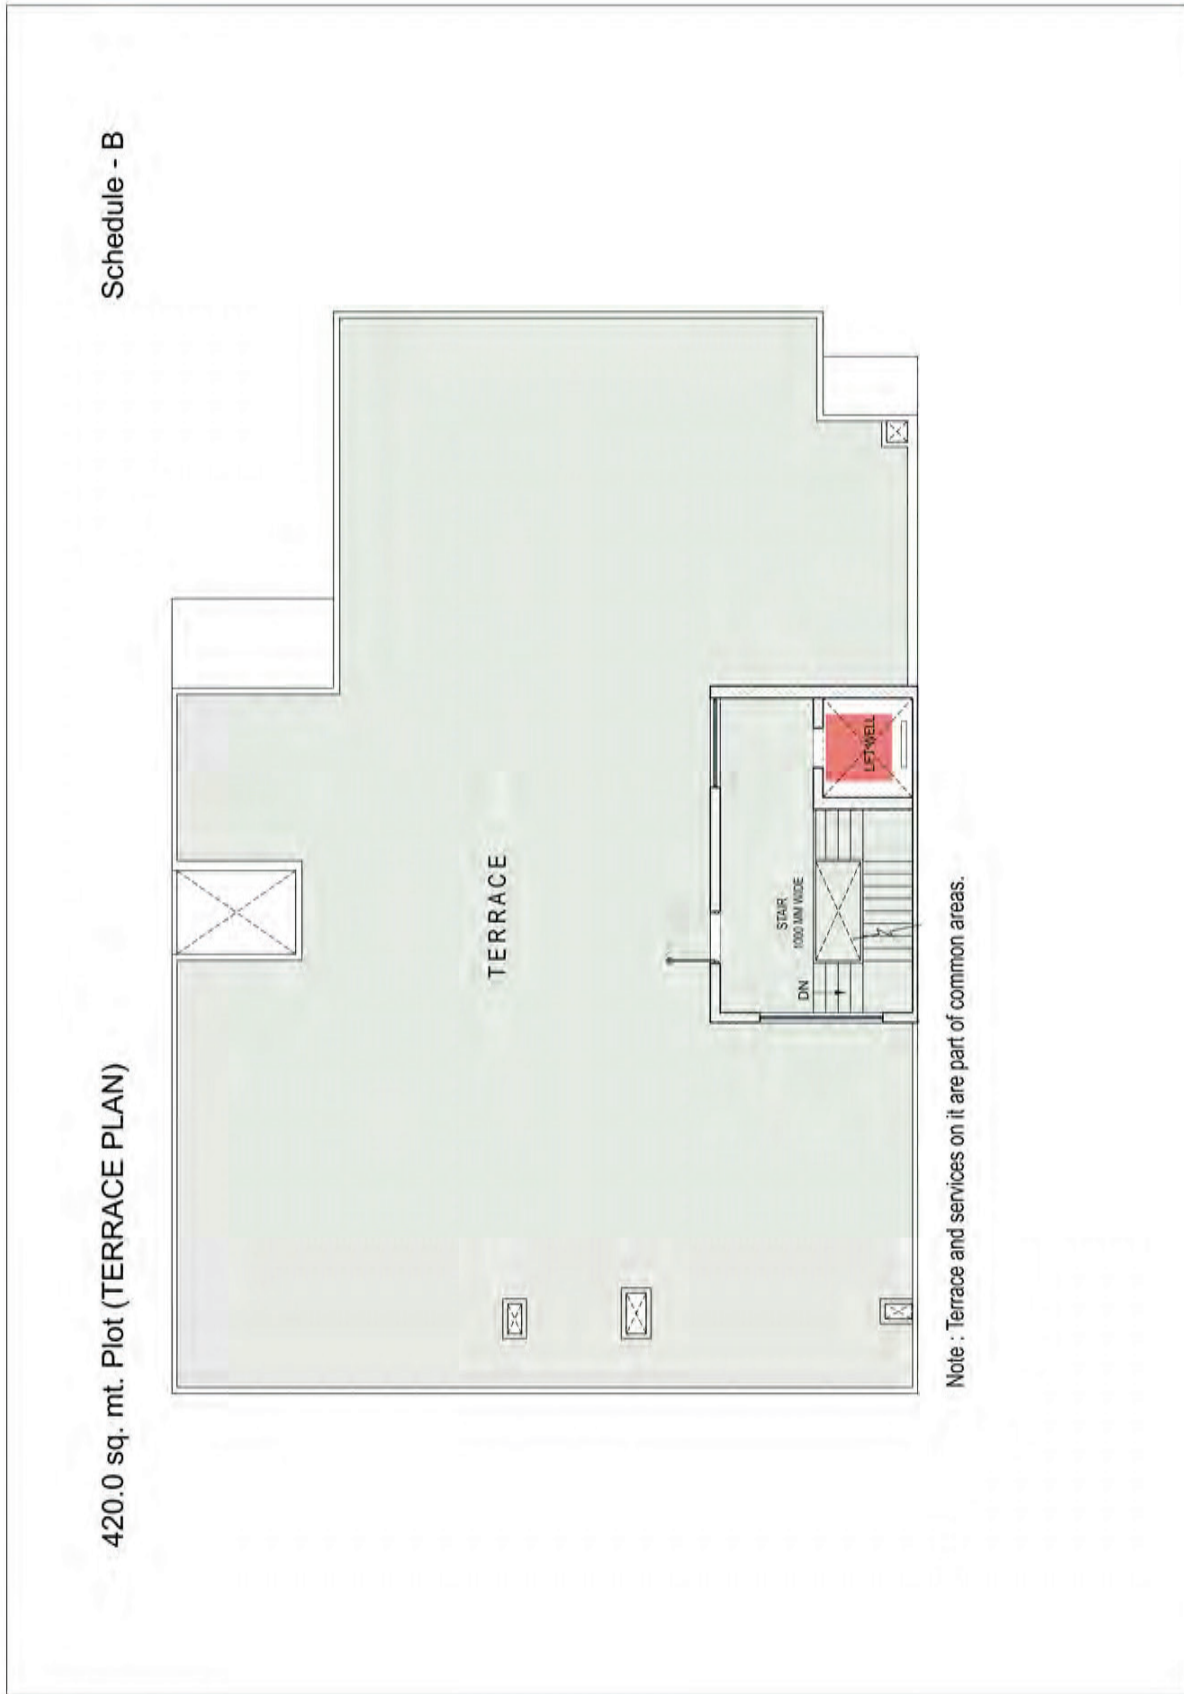 420.0 sq. mt. Plot (TERRACE PLAN)
Schedule - B
TERRACE
STAIR
1000 MM WIDE
DN
LIFT WELL
Note : Terrace and services on it are part of common areas.